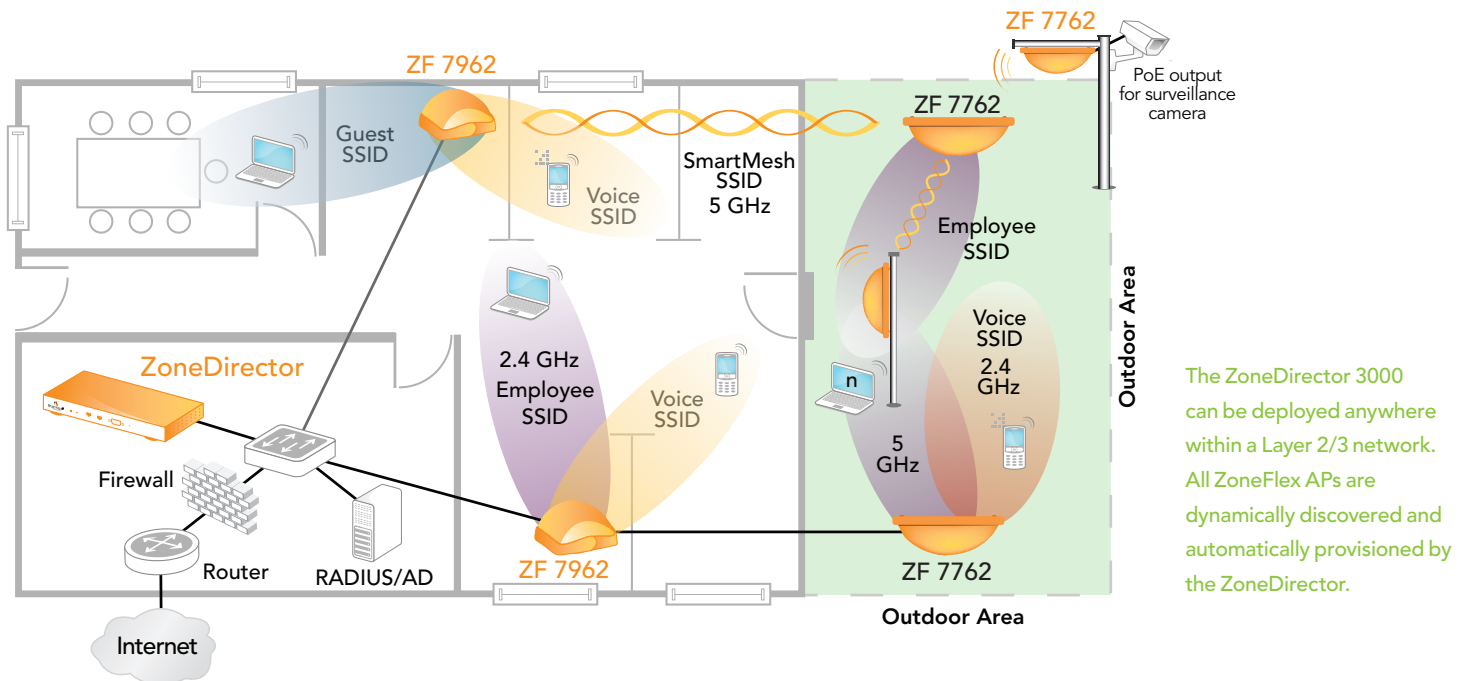 ZF 7762
PoE output
for surveillance
camera
ZF 7962
ZF 7762
Guest
SSID
Voice
SSID
SmartMesh
SSID
5 GHz
Employee
SSID
Outdoor Area
ZoneDirector
2.4 GHz
Employee
SSID
Voice
SSID
Voice
SSID
2.4
GHz
n
5
GHz
Firewall
Router
RADIUS/AD
Internet
ZF 7962
ZF 7762
Outdoor Area
The ZoneDirector 3000
can be deployed anywhere
within a Layer 2/3 network.
All ZoneFlex APs are
dynamically discovered and
automatically provisioned by
the ZoneDirector.